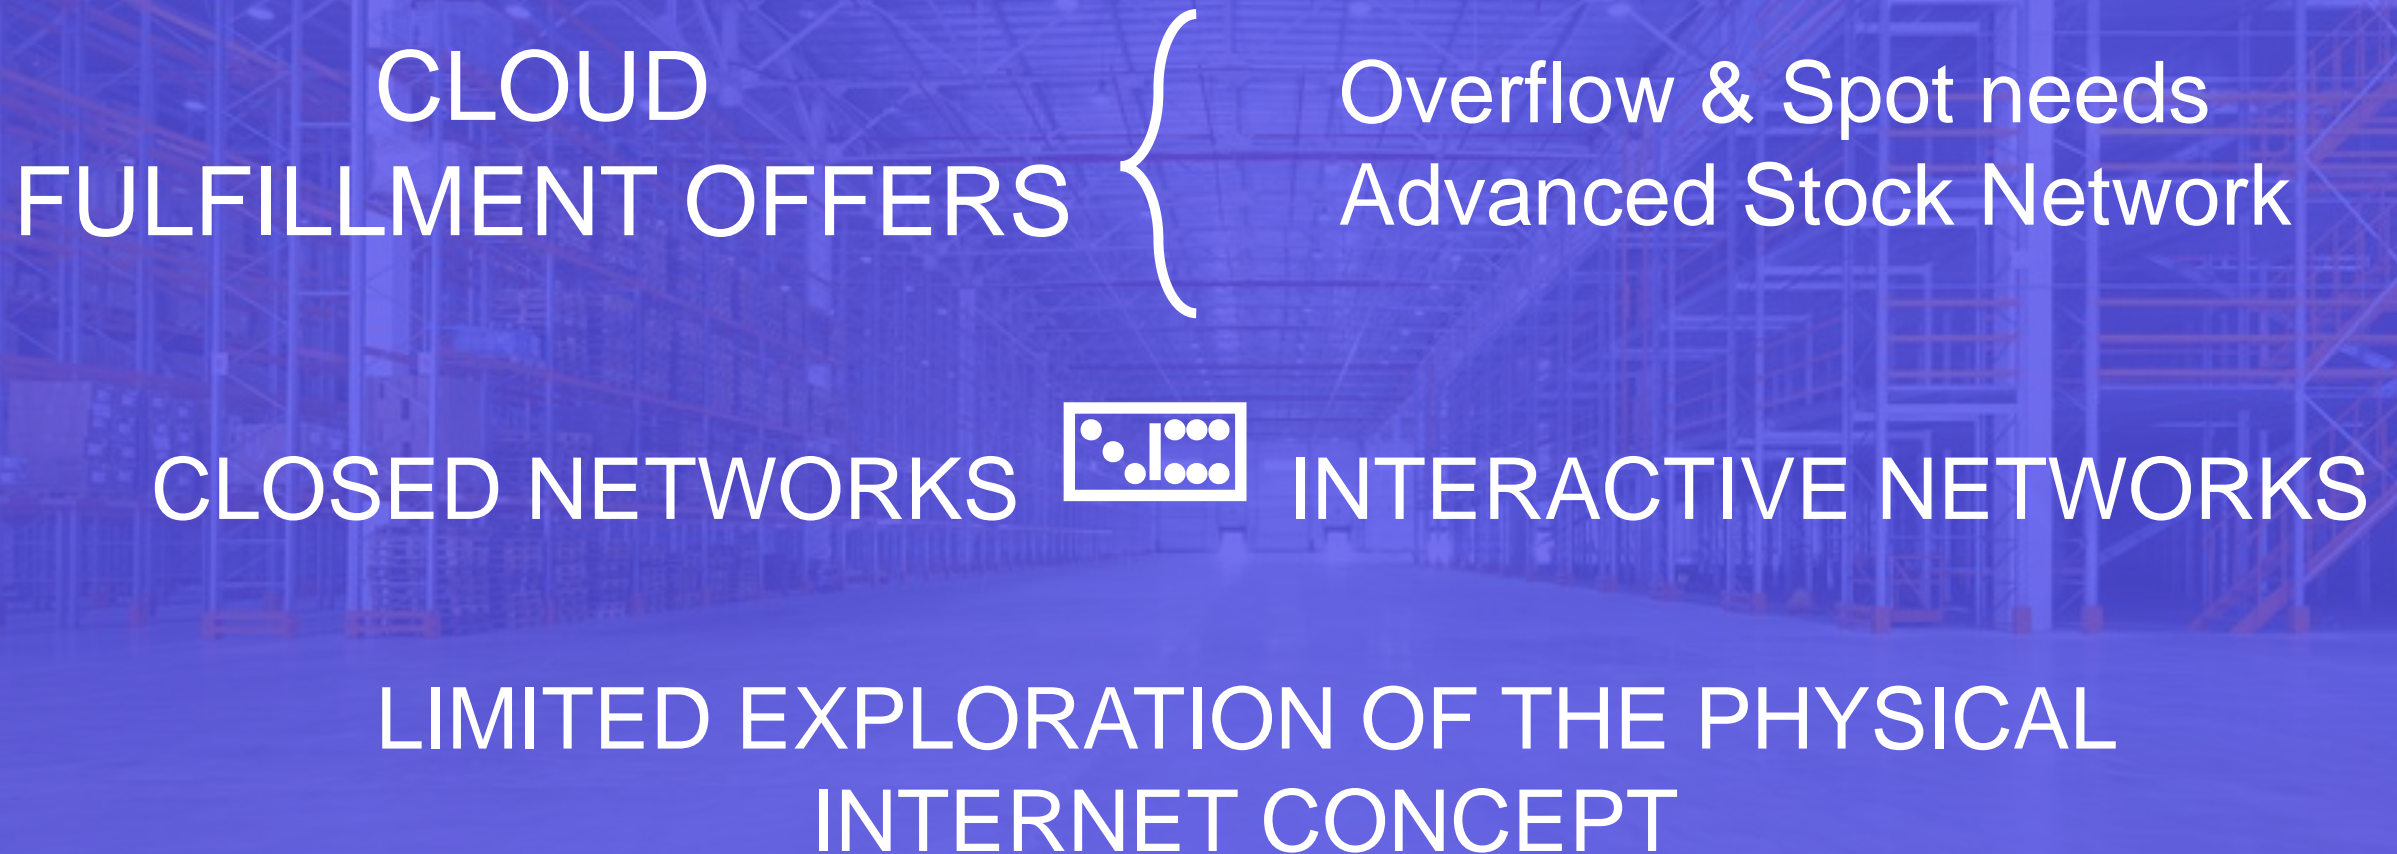 CLOUD
FULFILLMENT OFFERS
Overflow & Spot needs
Advanced Stock Network
CLOSED NETWORKS 🁫 INTERACTIVE NETWORKS
LIMITED EXPLORATION OF THE PHYSICAL
INTERNET CONCEPT